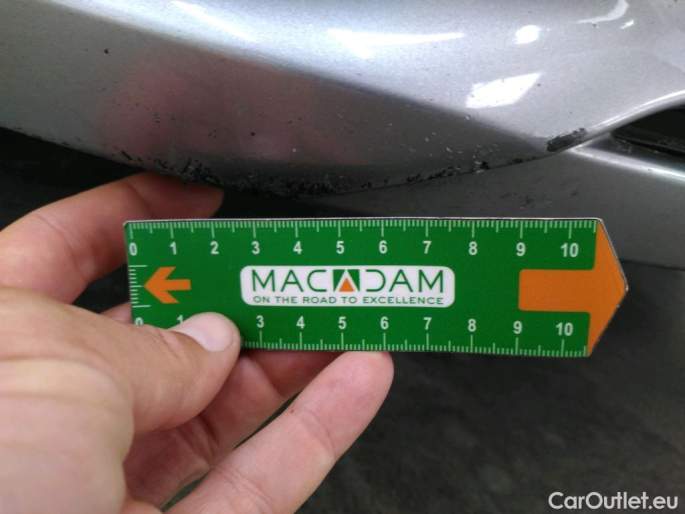 0 1 2 3 4 5 6 7 8 9 10
MACADAM
ON THE ROAD TO EXCELLENCE
0 1 3 4 5 6 7 8 9 10
CarOutlet.eu